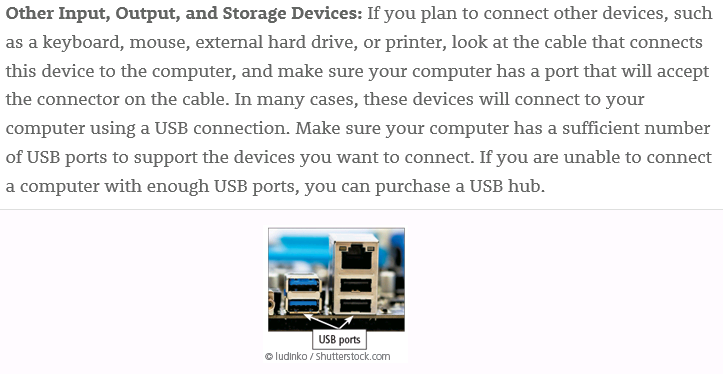 Other Input, Output, and Storage Devices: If you plan to connect other devices, such
as a keyboard, mouse, external hard drive, or printer, look at the cable that connects
this device to the computer, and make sure your computer has a port that will accept
the connector on the cable. In many cases, these devices will connect to your
computer using a USB connection. Make sure your computer has a sufficient number
of USB ports to support the devices you want to connect. If you are unable to connect
a computer with enough USB ports, you can purchase a USB hub.
USB ports
© ludinko / Shutterstock.com